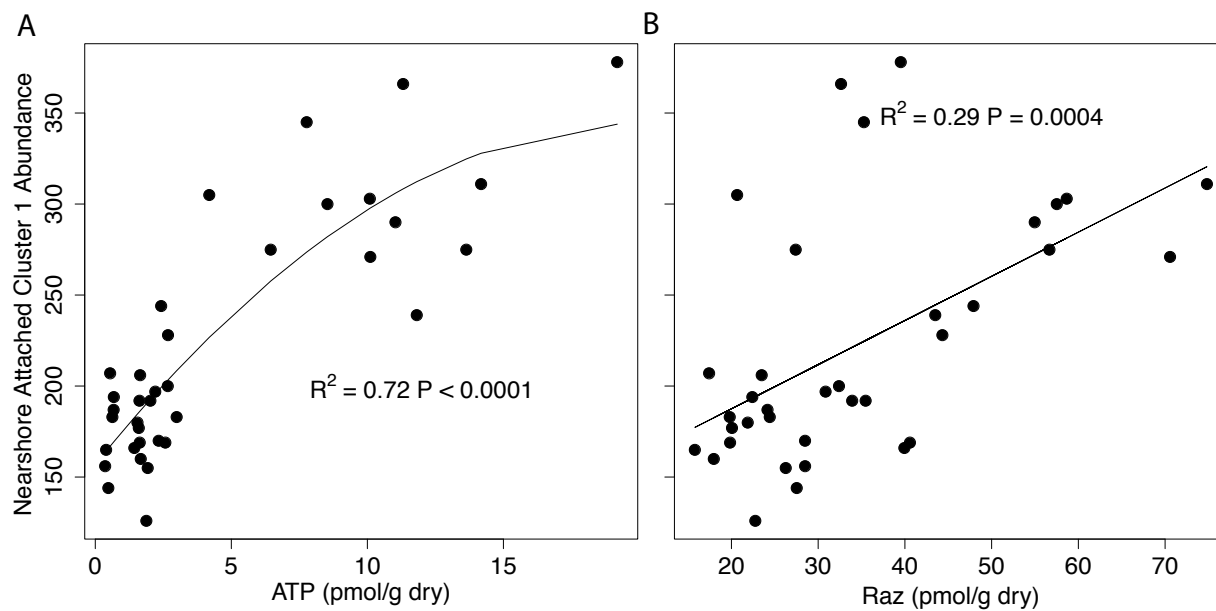 A
B
Nearshore Attached Cluster 1 Abundance
350
300
250
200
150
R² = 0.72 P < 0.0001
R² = 0.29 P = 0.0004
0 5 10 15
20 30 40 50 60 70
ATP (pmol/g dry)
Raz (pmol/g dry)